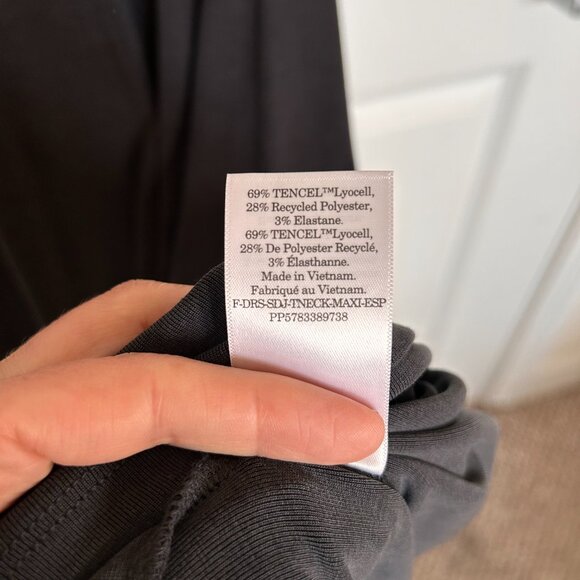 69% TENCEL™Lyocell,
28% Recycled Polyester,
3% Elastane.
69% TENCEL™Lyocell,
28% De Polyester Recyclé,
3% Élasthanne.
Made in Vietnam.
Fabriqué au Vietnam.
F-DRS-SDJ-TNECK-MAXI-ESP
PP5783389738